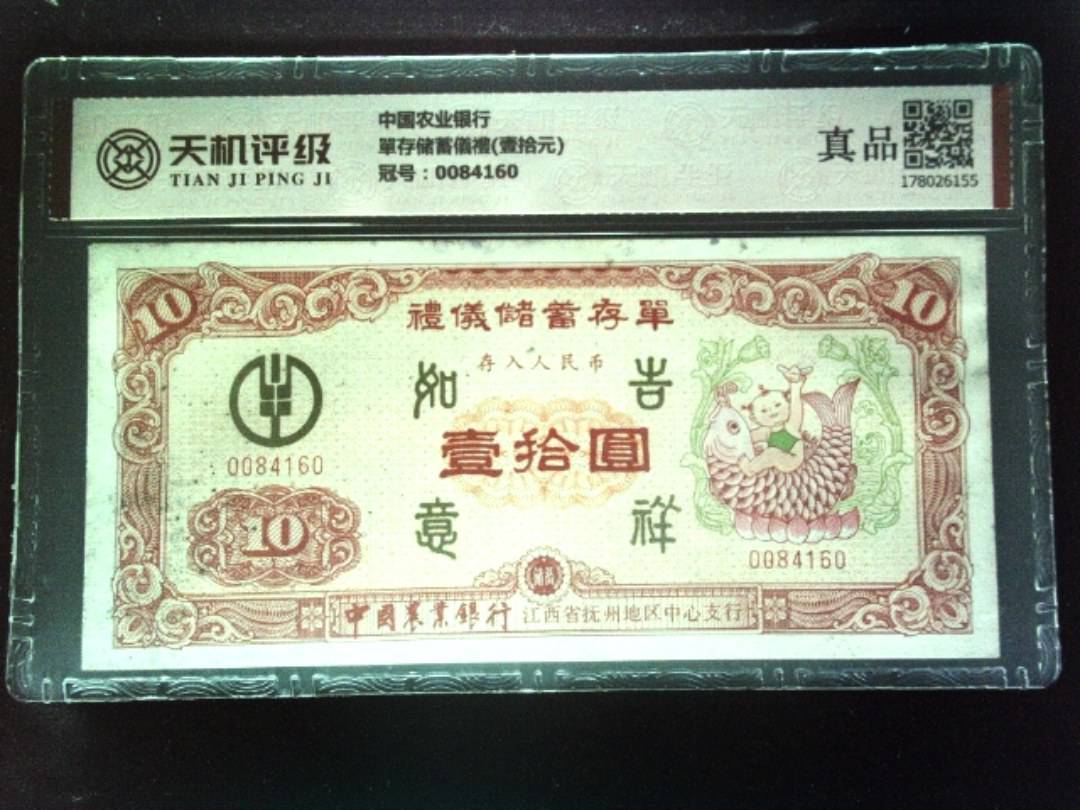 天机评级
TIAN JI PING JI
中国农业银行
單存储蓄儀禮(壹拾元)
冠号:0084160
真品
178026155
10
10
禮儀儲蓄存單
存入人民币
如 吉
壹拾圓
意 祥
0084160
10
0084160
中國農業銀行 江西省抚州地区中心支行